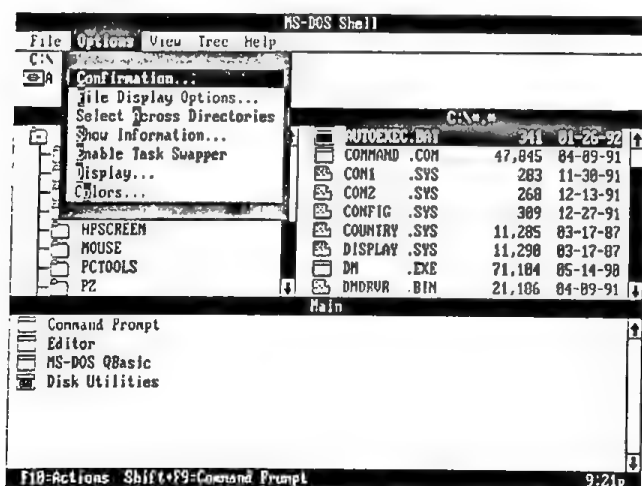 MS-DOS Shell
File Options View Tree Help
C:\
A
Confirmation...
File Display Options...
Select Across Directories
Show Information...
Enable Task Swapper
Display...
Colors...
HPSCREEN
MOUSE
PCTOOLS
PZ
C:\*.*
AUTOEXEC.BAT 341 01-26-92
COMMAND .COM 47,845 04-09-91
CON1 .SYS 283 11-30-91
CON2 .SYS 268 12-13-91
CONFIG .SYS 309 12-27-91
COUNTRY .SYS 11,285 03-17-87
DISPLAY .SYS 11,290 03-17-87
DM .EXE 71,184 05-14-90
DMDRVR .BIN 21,186 04-09-91
Main
Command Prompt
Editor
MS-DOS QBasic
Disk Utilities
F10=Actions Shift+F9=Command Prompt 9:21p